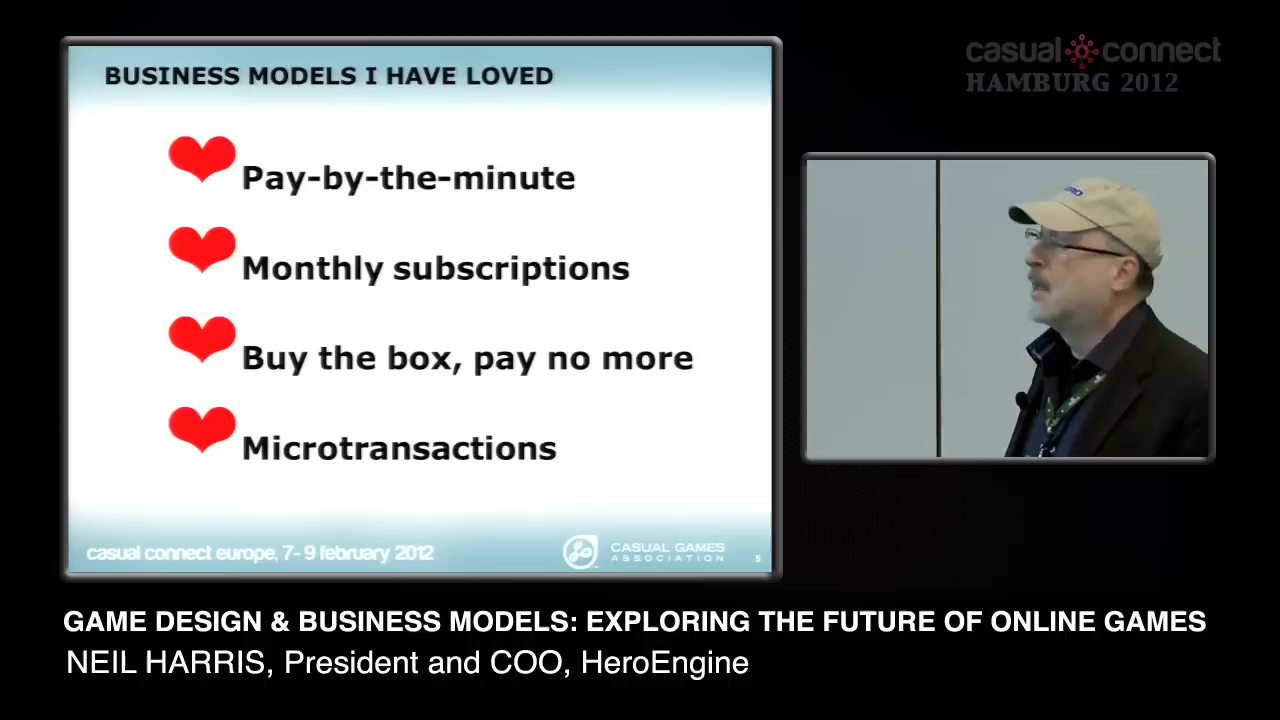 BUSINESS MODELS I HAVE LOVED
Pay-by-the-minute
Monthly subscriptions
Buy the box, pay no more
Microtransactions
casual connect europe, 7-9 february 2012
CASUAL GAMES
ASSOCIATION
5
casual connect
HAMBURG 2012
GAME DESIGN & BUSINESS MODELS: EXPLORING THE FUTURE OF ONLINE GAMES
NEIL HARRIS, President and COO, HeroEngine